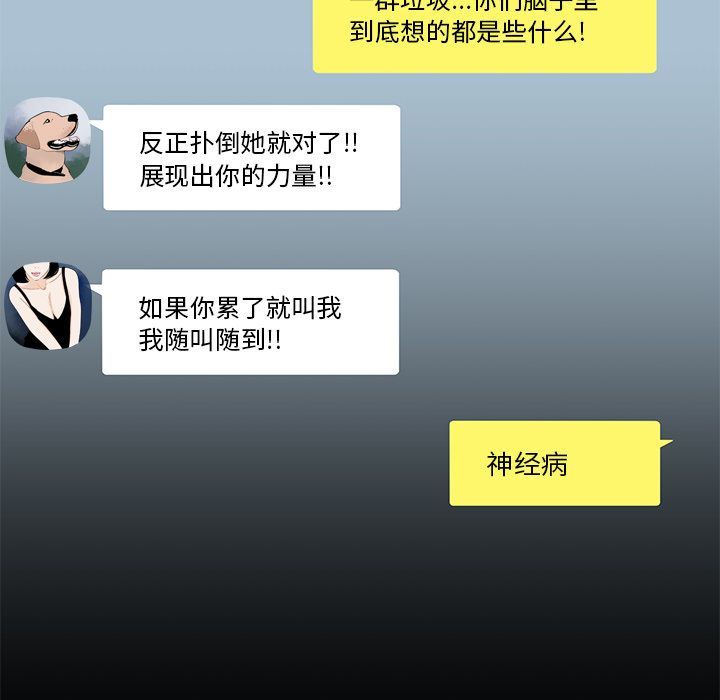 一群垃圾...你们脑子里
到底想的都是些什么!
反正扑倒她就对了!!
展现出你的力量!!
如果你累了就叫我
我随叫随到!!
神经病